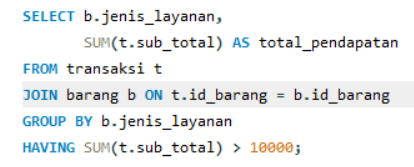 SELECT b.jenis_layanan,
SUM(t.sub_total) AS total_pendapatan
FROM transaksi t
JOIN barang b ON t.id_barang = b.id_barang
GROUP BY b.jenis_layanan
HAVING SUM(t.sub_total) > 10000;